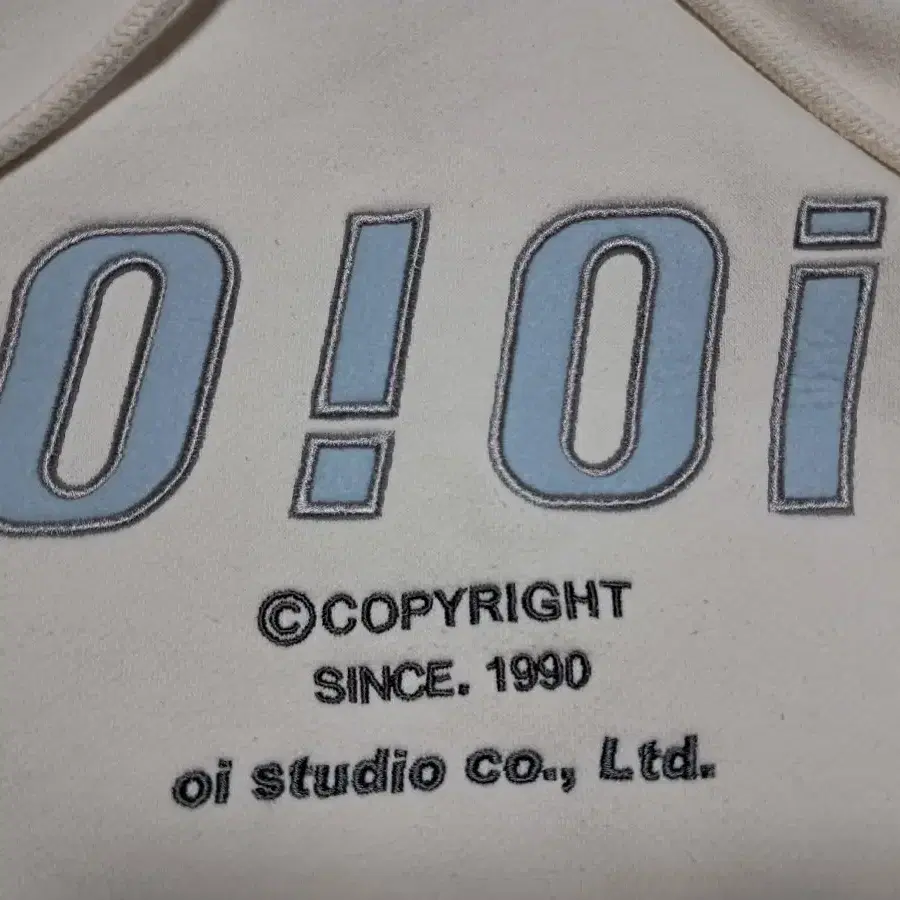 O!Oi
©COPYRIGHT
SINCE. 1990
oi studio co., Ltd.